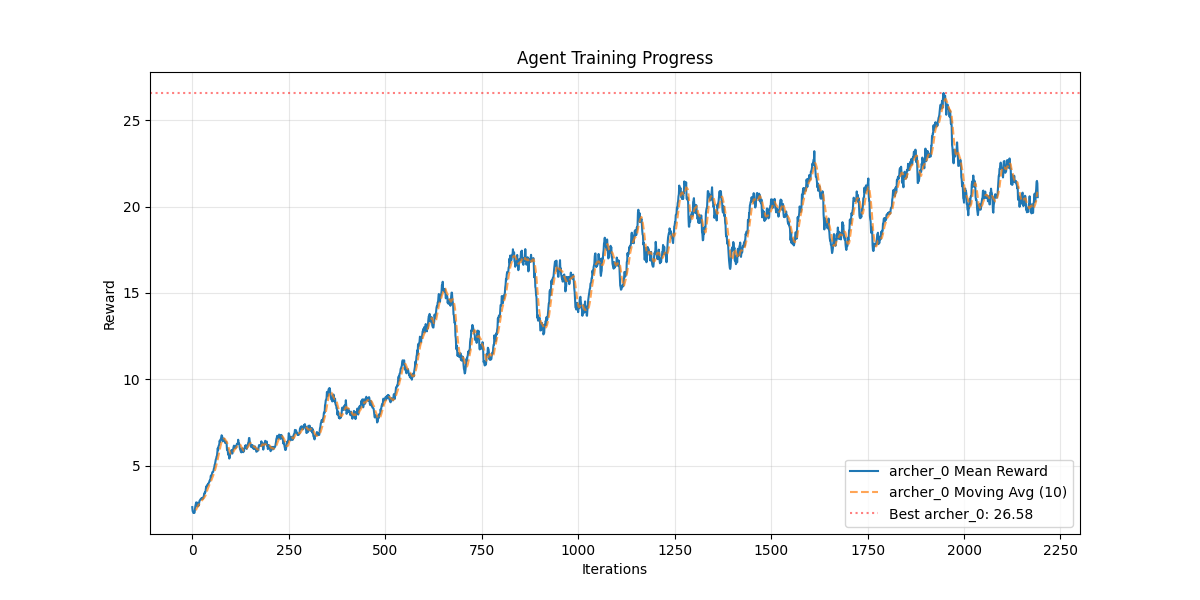 Agent Training Progress
Reward
25
20
15
10
5
0 250 500 750 1000 1250 1500 1750 2000 2250
Iterations
archer_0 Mean Reward
archer_0 Moving Avg (10)
Best archer_0: 26.58